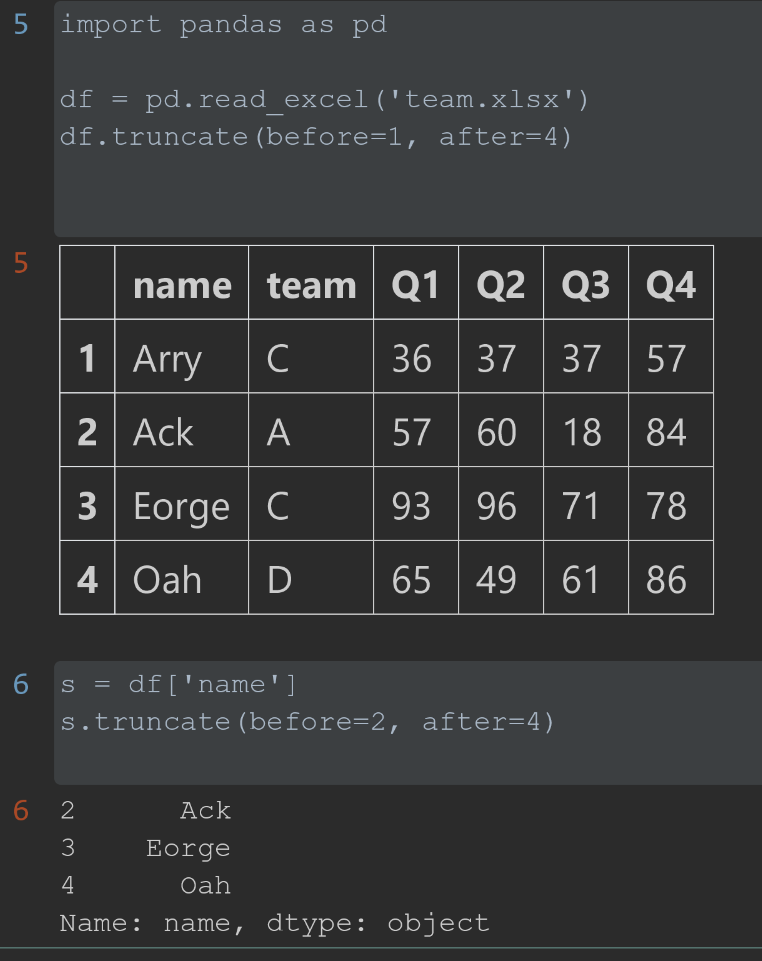 5
import pandas as pd
df = pd.read_excel('team.xlsx')
df.truncate(before=1, after=4)
5
name team Q1 Q2 Q3 Q4
1 Arry C 36 37 37 57
2 Ack A 57 60 18 84
3 Eorge C 93 96 71 78
4 Oah D 65 49 61 86
6
s = df['name']
s.truncate(before=2, after=4)
6
2 Ack
3 Eorge
4 Oah
Name: name, dtype: object